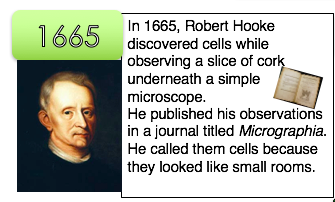 1665
In 1665, Robert Hooke
discovered cells while
observing a slice of cork
underneath a simple
microscope.
He published his observations
in a journal titled Micrographia.
He called them cells because
they looked like small rooms.